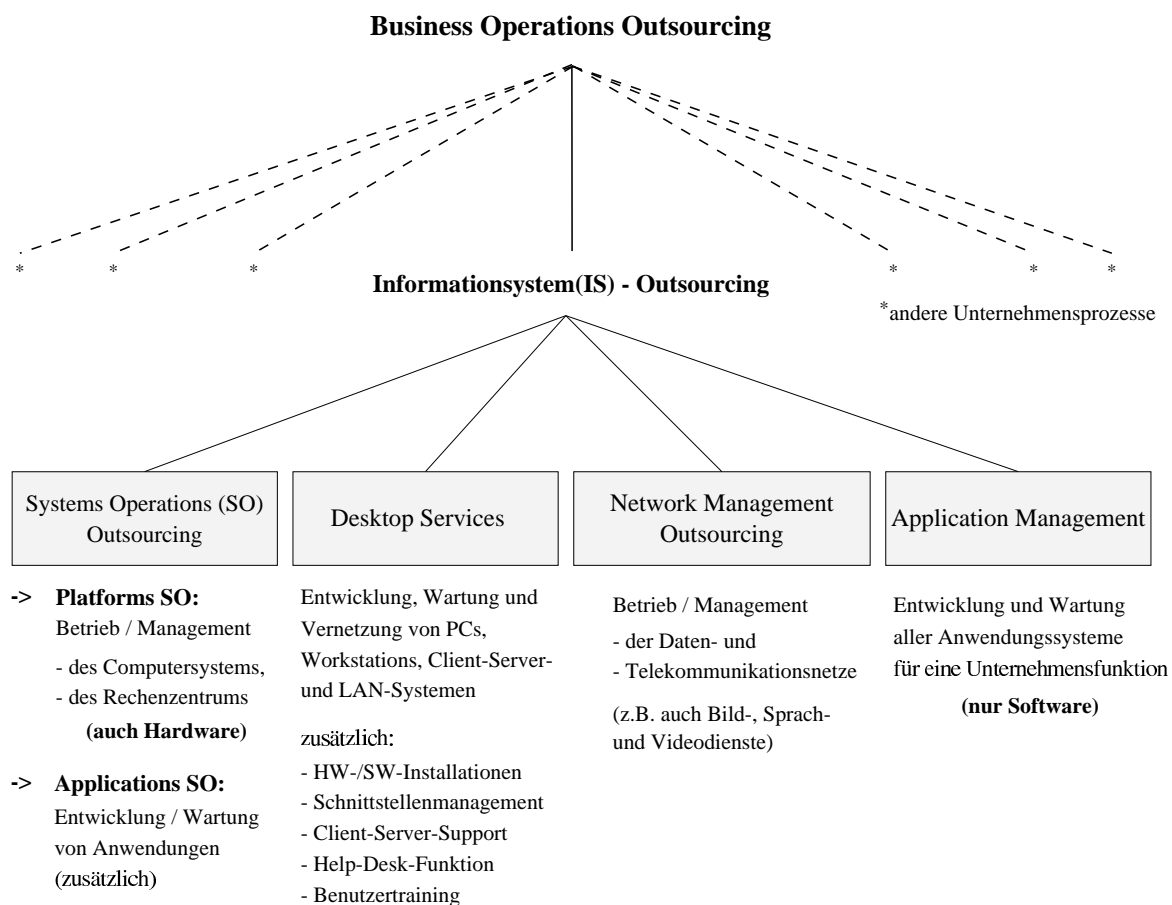 Business Operations Outsourcing
* * * * * *
Informationsystem(IS) - Outsourcing
*andere Unternehmensprozesse
Systems Operations (SO)
Outsourcing
Desktop Services
Network Management
Outsourcing
Application Management
-> Platforms SO:
Betrieb / Management
- des Computersystems,
- des Rechenzentrums
(auch Hardware)
-> Applications SO:
Entwicklung / Wartung
von Anwendungen
(zusätzlich)
Entwicklung, Wartung und
Vernetzung von PCs,
Workstations, Client-Server-
und LAN-Systemen
zusätzlich:
- HW-/SW-Installationen
- Schnittstellenmanagement
- Client-Server-Support
- Help-Desk-Funktion
- Benutzertraining
Betrieb / Management
- der Daten- und
- Telekommunikationsnetze
(z.B. auch Bild-, Sprach-
und Videodienste)
Entwicklung und Wartung
aller Anwendungssysteme
für eine Unternehmensfunktion
(nur Software)